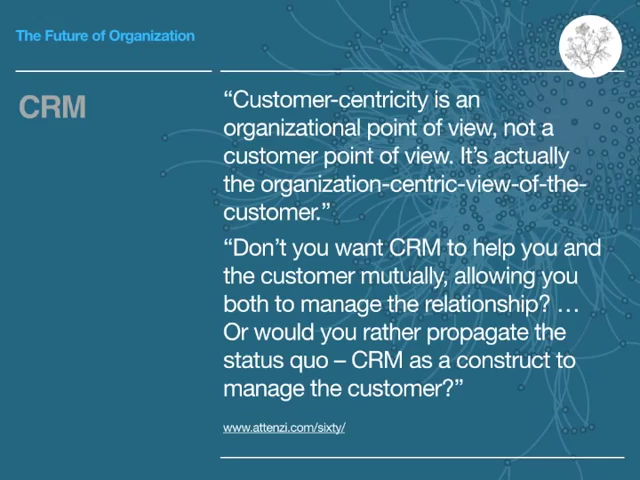 The Future of Organization
CRM
“Customer-centricity is an
organizational point of view, not a
customer point of view. It’s actually
the organization-centric-view-of-the-
customer.”
“Don’t you want CRM to help you and
the customer mutually, allowing you
both to manage the relationship? …
Or would you rather propagate the
status quo – CRM as a construct to
manage the customer?”
www.attenzi.com/sixty/